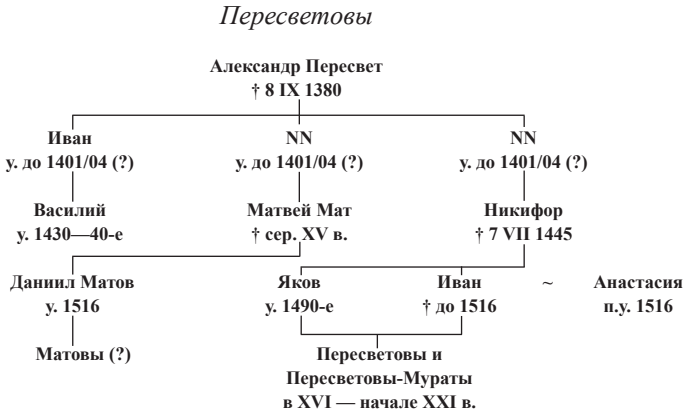 Пересветовы
Александр Пересвет
† 8 IX 1380
Иван NN NN
у. до 1401/04 (?) у. до 1401/04 (?) у. до 1401/04 (?)
Василий Матвей Мат Никифор
у. 1430—40-е † сер. XV в. † 7 VII 1445
Даниил Матов Яков Иван ~ Анастасия
у. 1516 у. 1490-е † до 1516 п.у. 1516
Матовы (?) Пересветовы и
Пересветовы-Мураты
в XVI — начале XXI в.